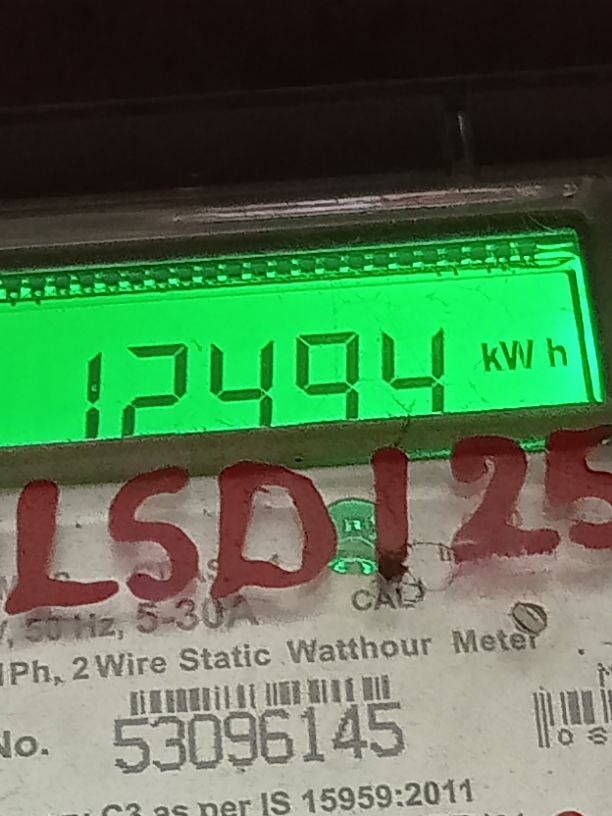 12494 kWh
LSD125
CAL
50 Hz, 5-30A
1Ph, 2 Wire Static Watthour Meter
No. 53096145
C3 as per IS 15959:2011